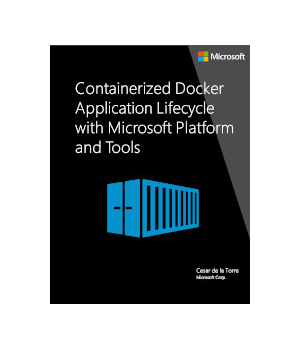 Microsoft
Containerized Docker
Application Lifecycle
with Microsoft Platform
and Tools
Cesar de la Torre
Microsoft Corp.